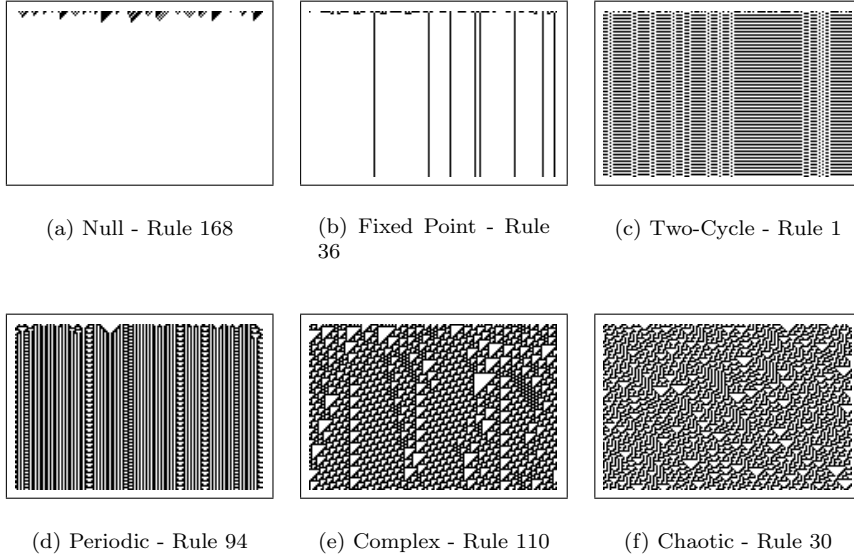 (a) Null - Rule 168
(b) Fixed Point - Rule
36
(c) Two-Cycle - Rule 1
(d) Periodic - Rule 94
(e) Complex - Rule 110
(f) Chaotic - Rule 30